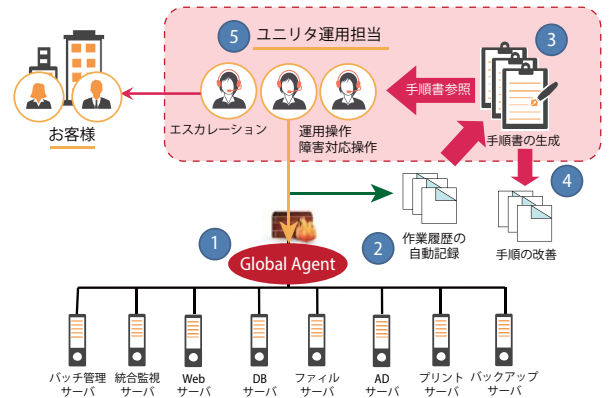 5
ユニリタ運用担当
3
手順書参照
お客様
エスカレーション
運用操作
障害対応操作
手順書の生成
4
1
2
作業履歴の
自動記録
手順の改善
Global Agent
バッチ管理
サーバ
統合監視
サーバ
Web
サーバ
DB
サーバ
ファィル
サーバ
AD
サーバ
プリント
サーバ
バックアップ
サーバ